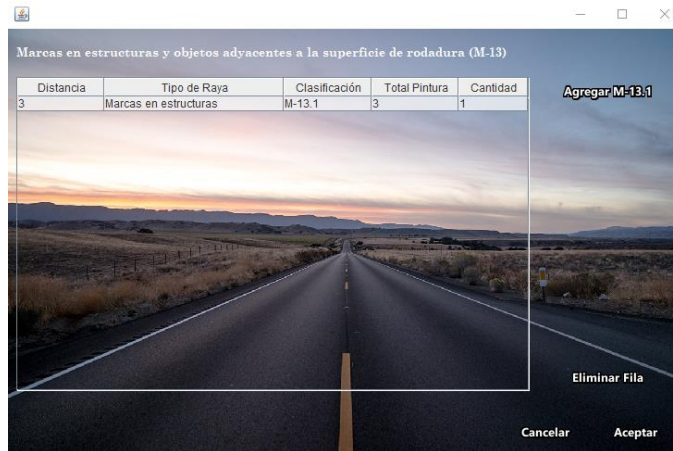 Marcas en estructuras y objetos adyacentes a la superficie de rodadura (M-13)
Distancia Tipo de Raya Clasificación Total Pintura Cantidad
3 Marcas en estructuras M-13.1 3 1
Agregar M-13.1
Eliminar Fila
Cancelar Aceptar